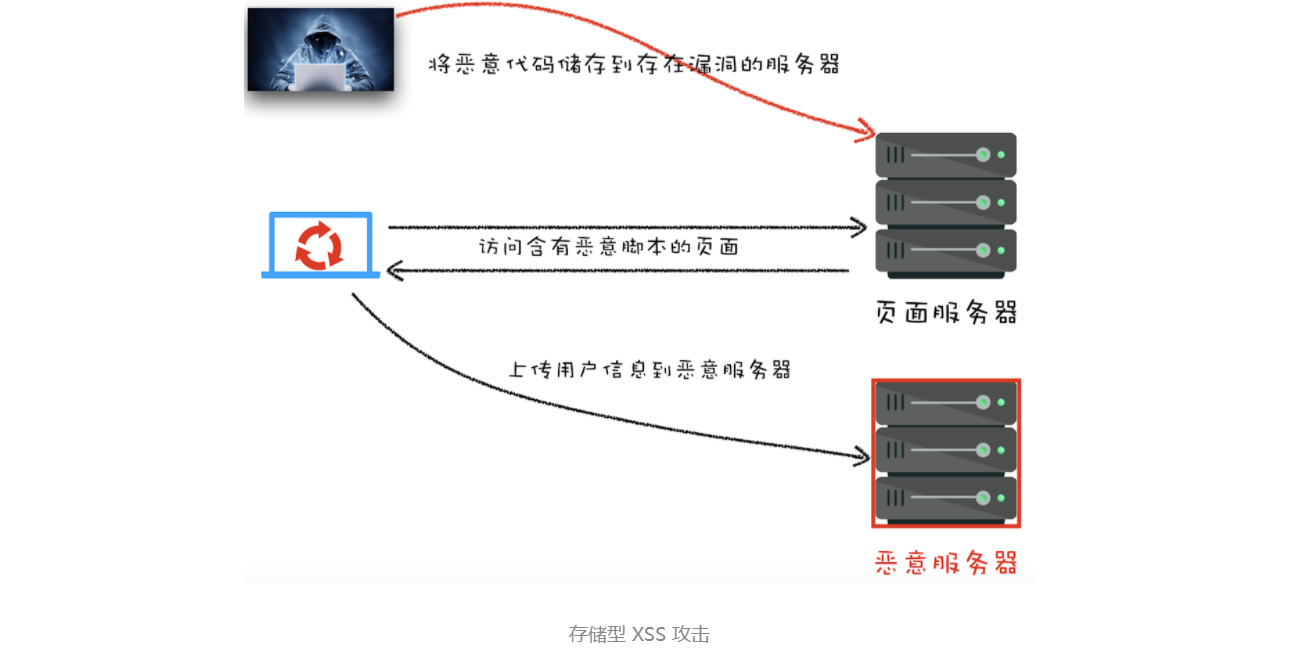 将恶意代码储存到存在漏洞的服务器
访问含有恶意脚本的页面
页面服务器
上传用户信息到恶意服务器
恶意服务器
存储型 XSS 攻击